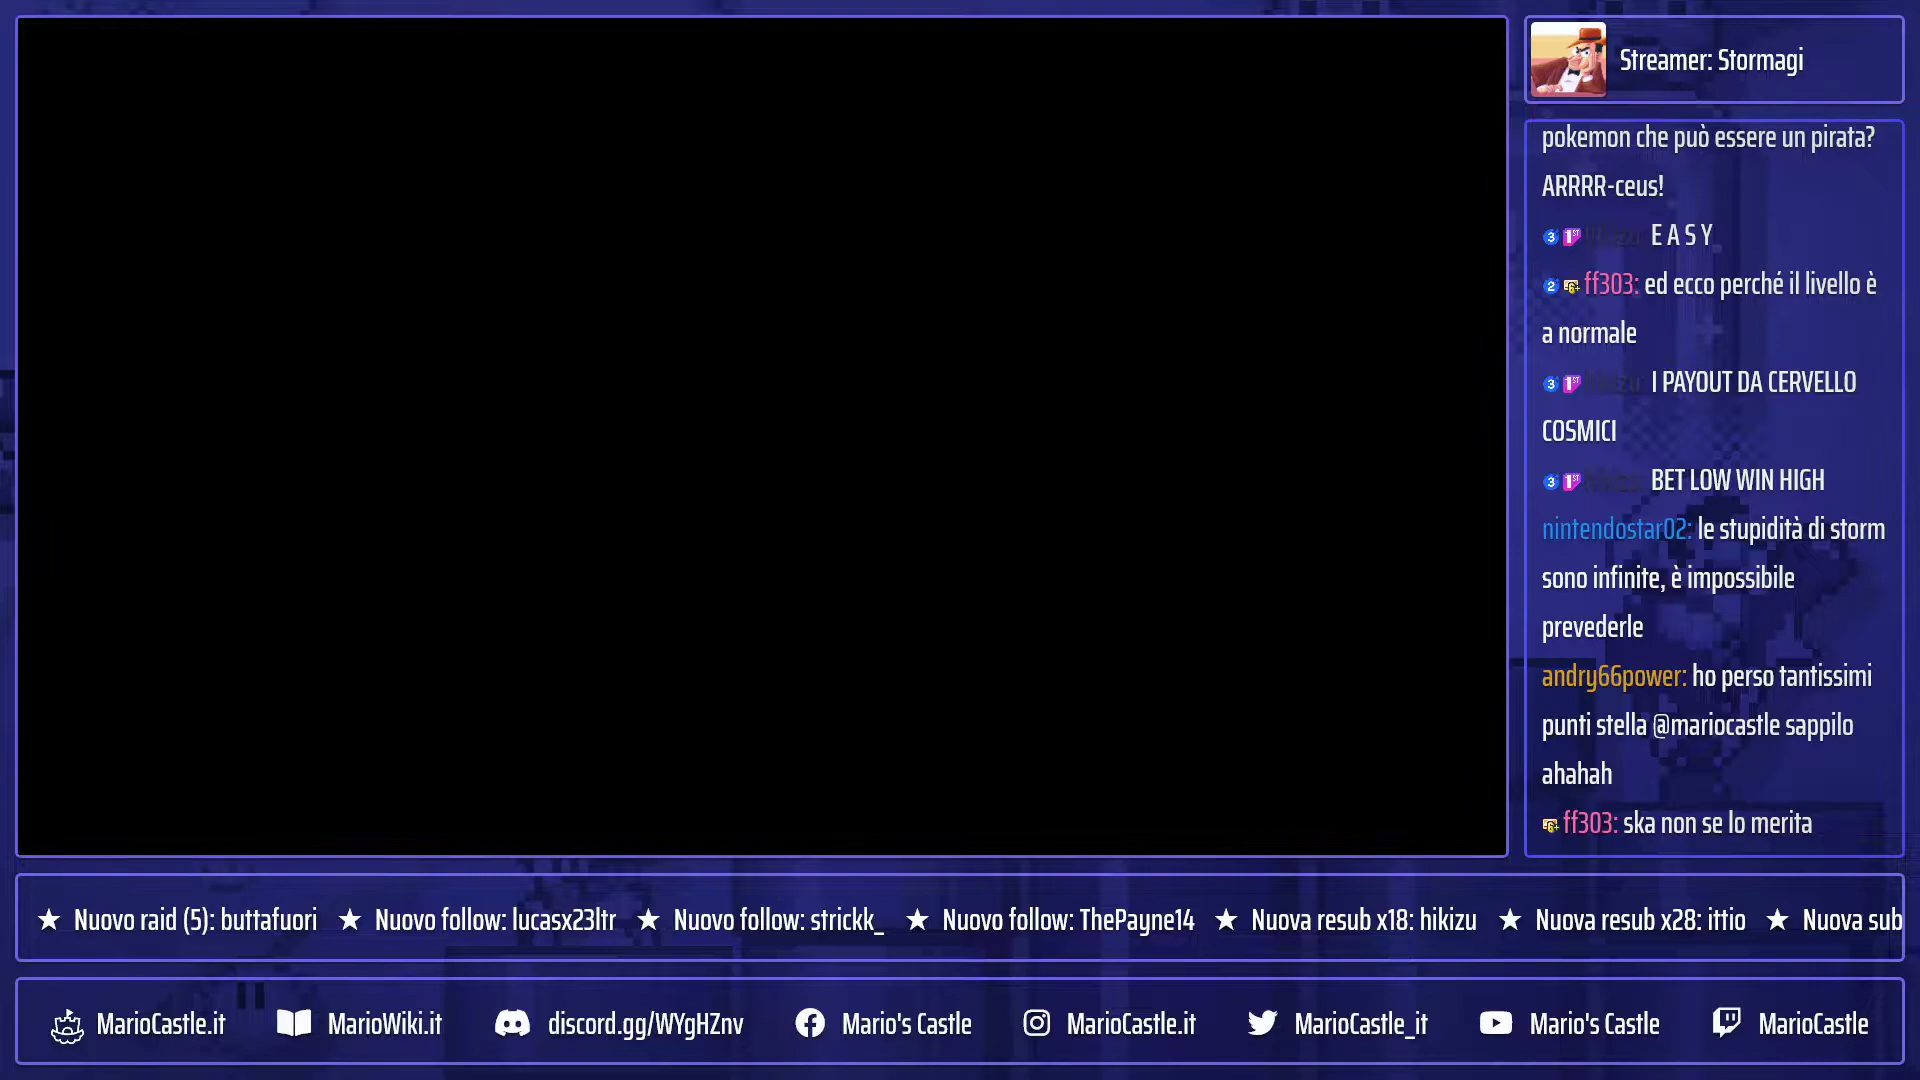 Streamer: Stormagi
pokemon che può essere un pirata?
ARRRR-ceus!
E A S Y
ff303: ed ecco perché il livello è
a normale
I PAYOUT DA CERVELLO
COSMICI
BET LOW WIN HIGH
nintendostar02: le stupidità di storm
sono infinite, è impossibile
prevederle
andry66power: ho perso tantissimi
punti stella @mariocastle sappilo
ahahah
ff303: ska non se lo merita
★ Nuovo raid (5): buttafuori ★ Nuovo follow: lucasx23ltr ★ Nuovo follow: strickk_ ★ Nuovo follow: ThePayne14 ★ Nuova resub x18: hikizu ★ Nuova resub x28: ittio ★ Nuova sub
MarioCastle.it MarioWiki.it discord.gg/WYgHZnv Mario's Castle MarioCastle.it MarioCastle_it Mario's Castle MarioCastle